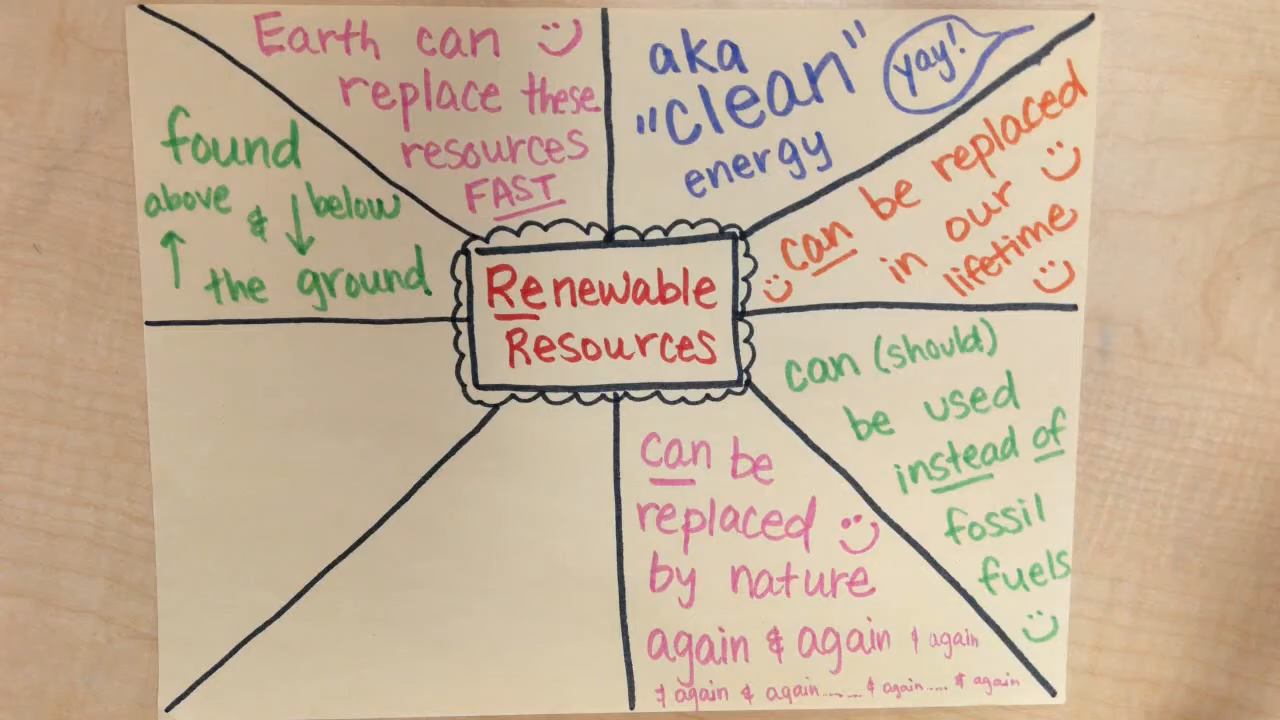 Renewable
Resources
Earth can
replace these
resources
FAST
aka
"clean"
energy
yay!
can be replaced
in our
lifetime
can (should)
be used
instead of
fossil
fuels
can be
replaced
by nature
again & again & again
& again & again...... & again.... & again
found
above & below
the ground